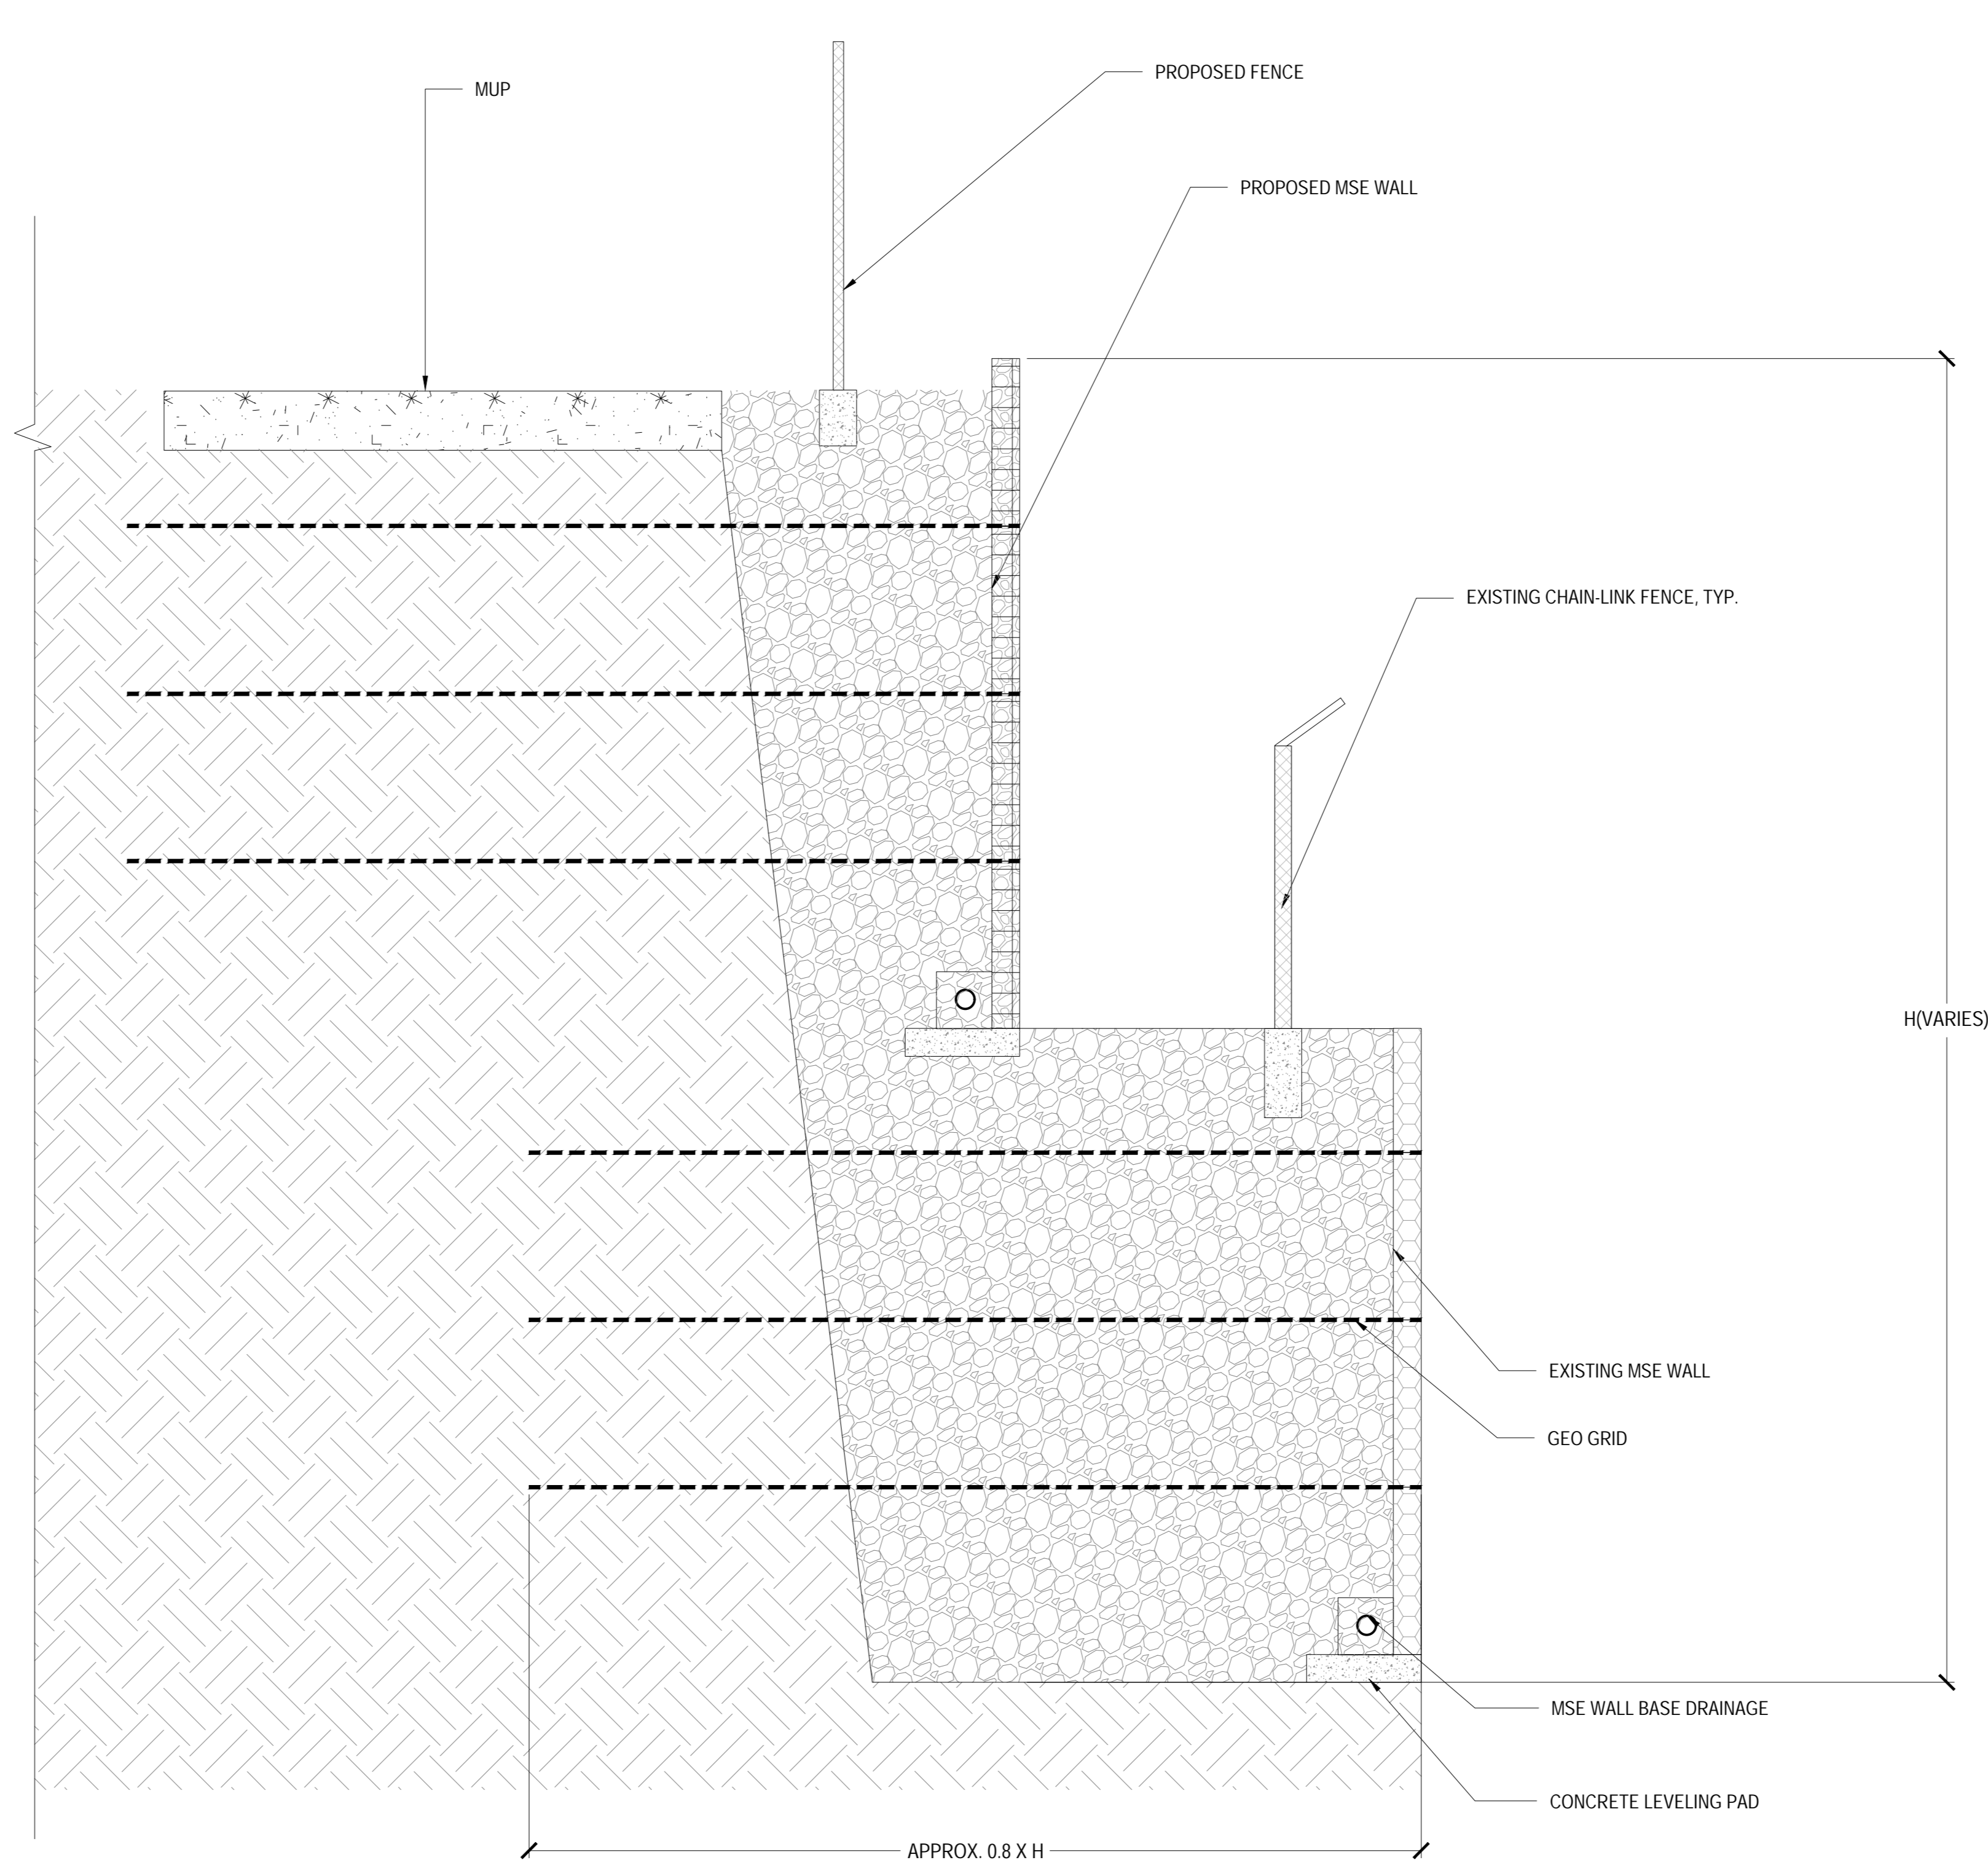 PROPOSED FENCE
MUP
PROPOSED MSE WALL
EXISTING CHAIN-LINK FENCE, TYP.
H(VARIES)
EXISTING MSE WALL
GEO GRID
MSE WALL BASE DRAINAGE
CONCRETE LEVELING PAD
APPROX. 0.8 X H